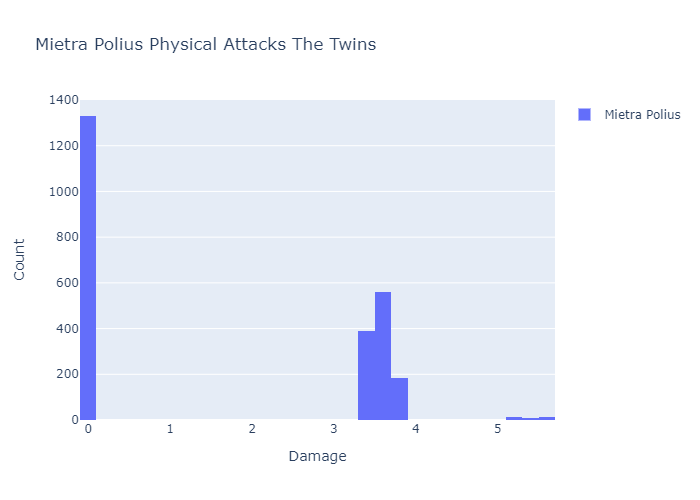 Mietra Polius Physical Attacks The Twins
1400
1200
1000
800
600
400
200
0
Count
0 1 2 3 4 5
Damage
Mietra Polius